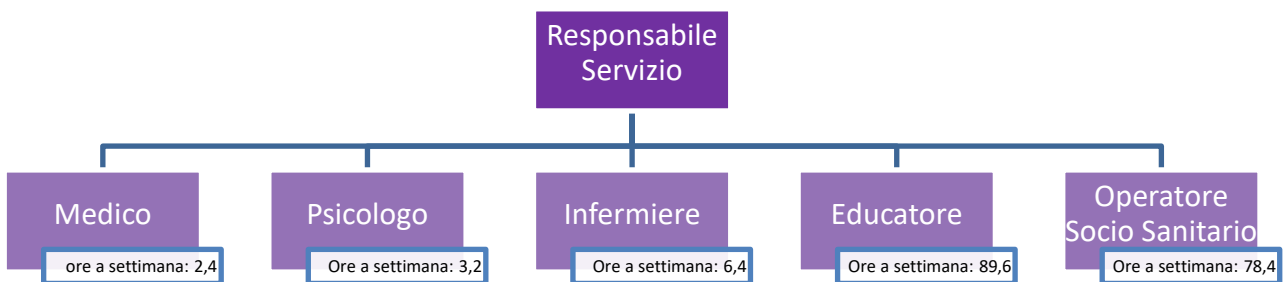 Responsabile
Servizio
Medico
ore a settimana: 2,4
Psicologo
Ore a settimana: 3,2
Infermiere
Ore a settimana: 6,4
Educatore
Ore a settimana: 89,6
Operatore
Socio Sanitario
Ore a settimana: 78,4